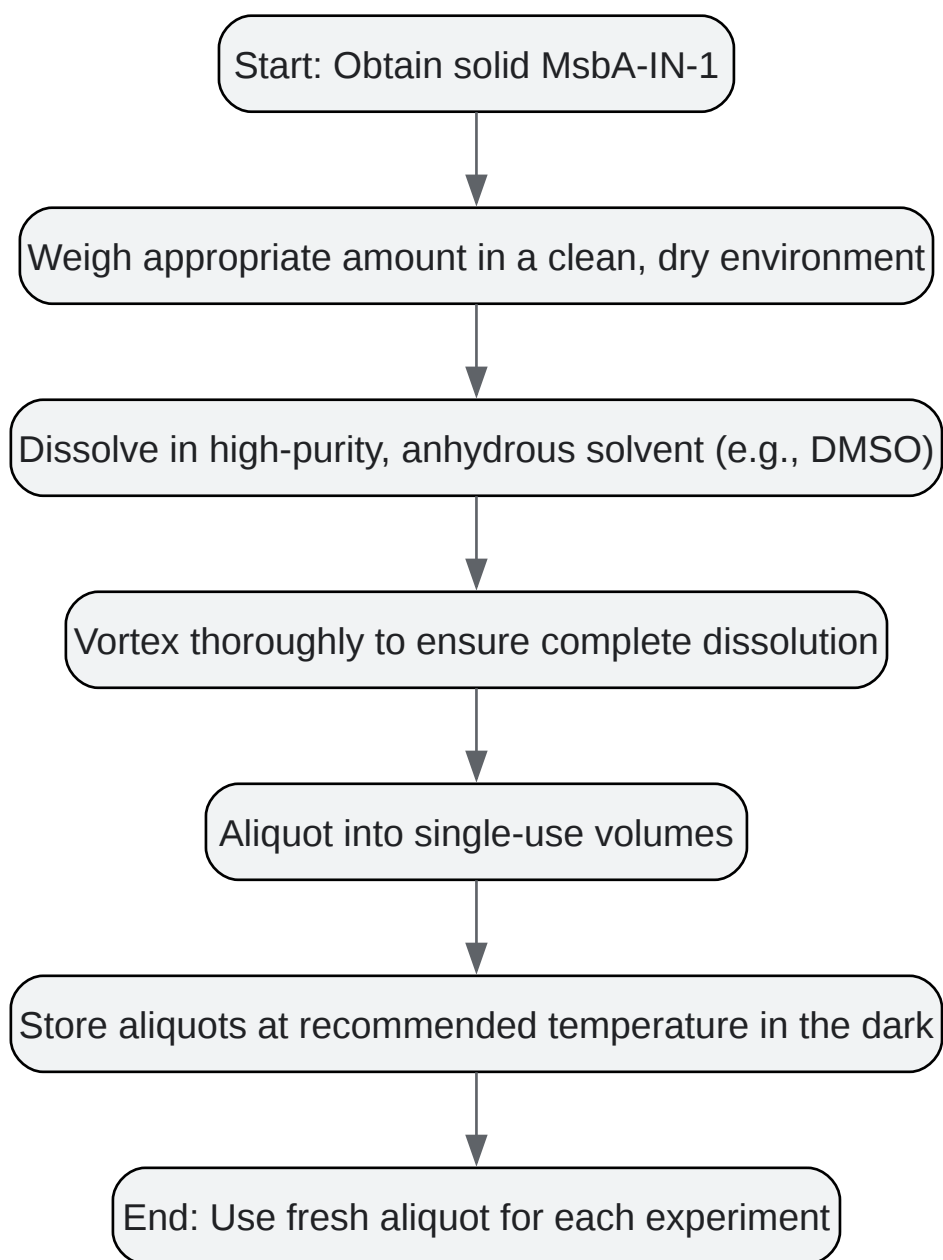 Start: Obtain solid MsbA-IN-1
Weigh appropriate amount in a clean, dry environment
Dissolve in high-purity, anhydrous solvent (e.g., DMSO)
Vortex thoroughly to ensure complete dissolution
Aliquot into single-use volumes
Store aliquots at recommended temperature in the dark
End: Use fresh aliquot for each experiment